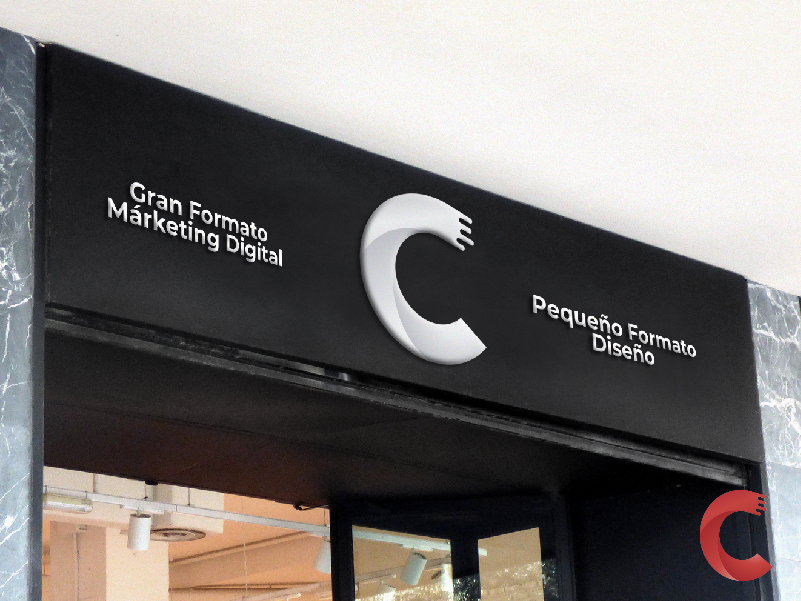 Gran Formato
Márketing Digital
C
Pequeño Formato
Diseño
C